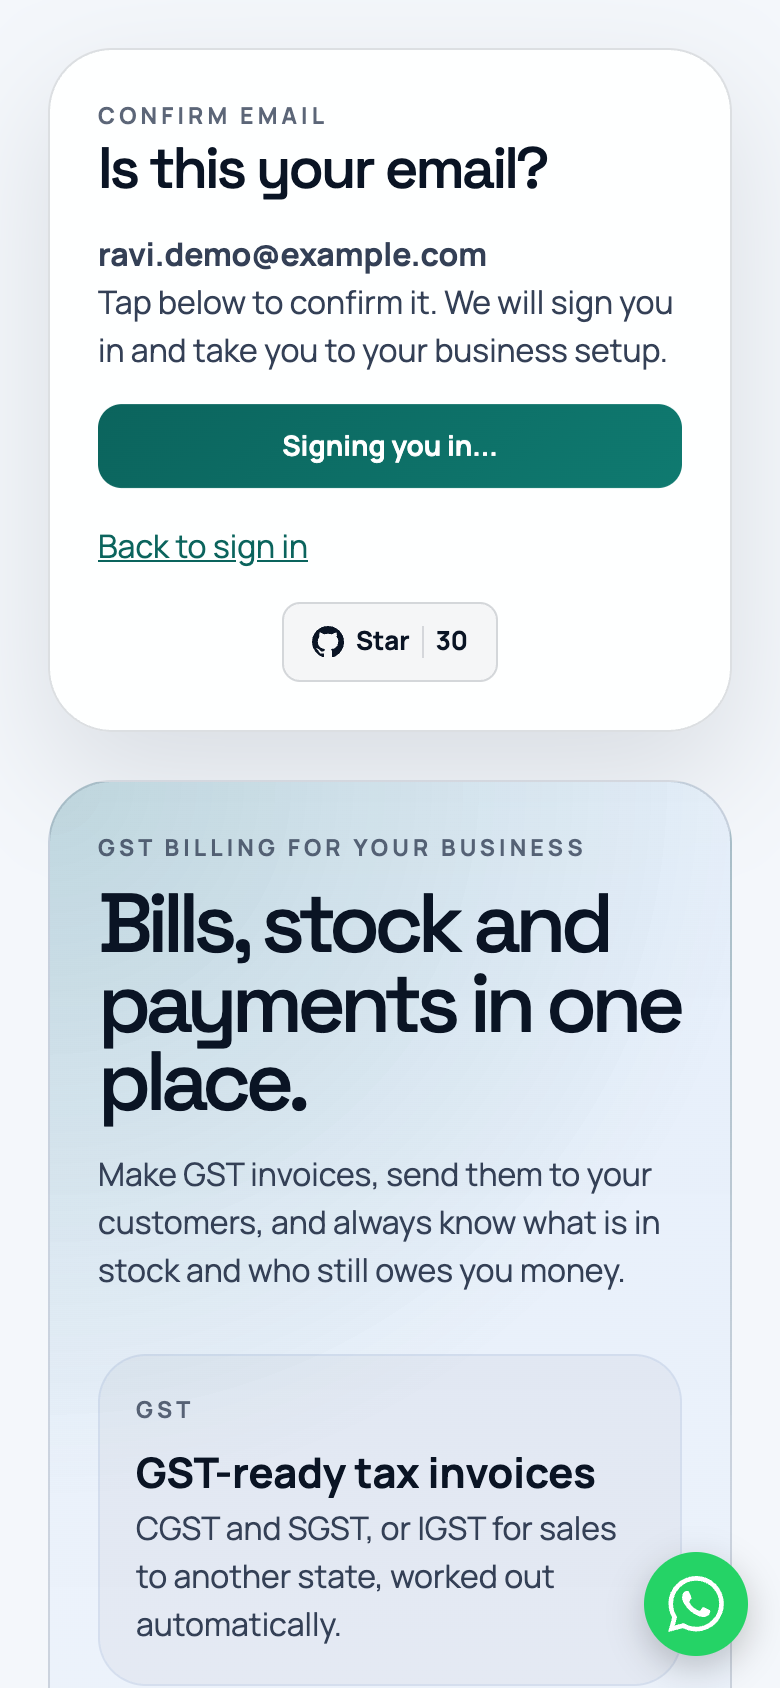 CONFIRM EMAIL
Is this your email?
ravi.demo@example.com
Tap below to confirm it. We will sign you
in and take you to your business setup.
Signing you in...
Back to sign in
Star 30
GST BILLING FOR YOUR BUSINESS
Bills, stock and
payments in one
place.
Make GST invoices, send them to your
customers, and always know what is in
stock and who still owes you money.
GST
GST-ready tax invoices
CGST and SGST, or IGST for sales
to another state, worked out
automatically.